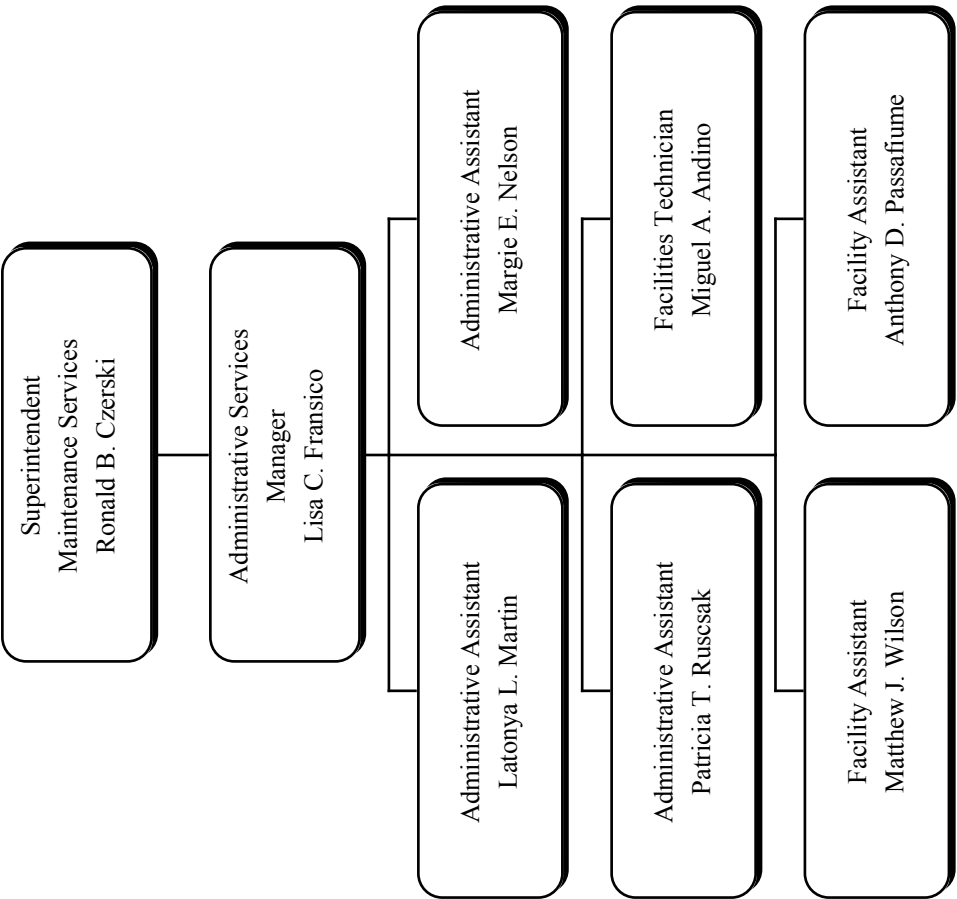 Superintendent
Maintenance Services
Ronald B. Czerski
Administrative Services
Manager
Lisa C. Fransico
Administrative Assistant
Latonya L. Martin
Administrative Assistant
Margie E. Nelson
Administrative Assistant
Patricia T. Ruscsak
Facilities Technician
Miguel A. Andino
Facility Assistant
Matthew J. Wilson
Facility Assistant
Anthony D. Passafiume